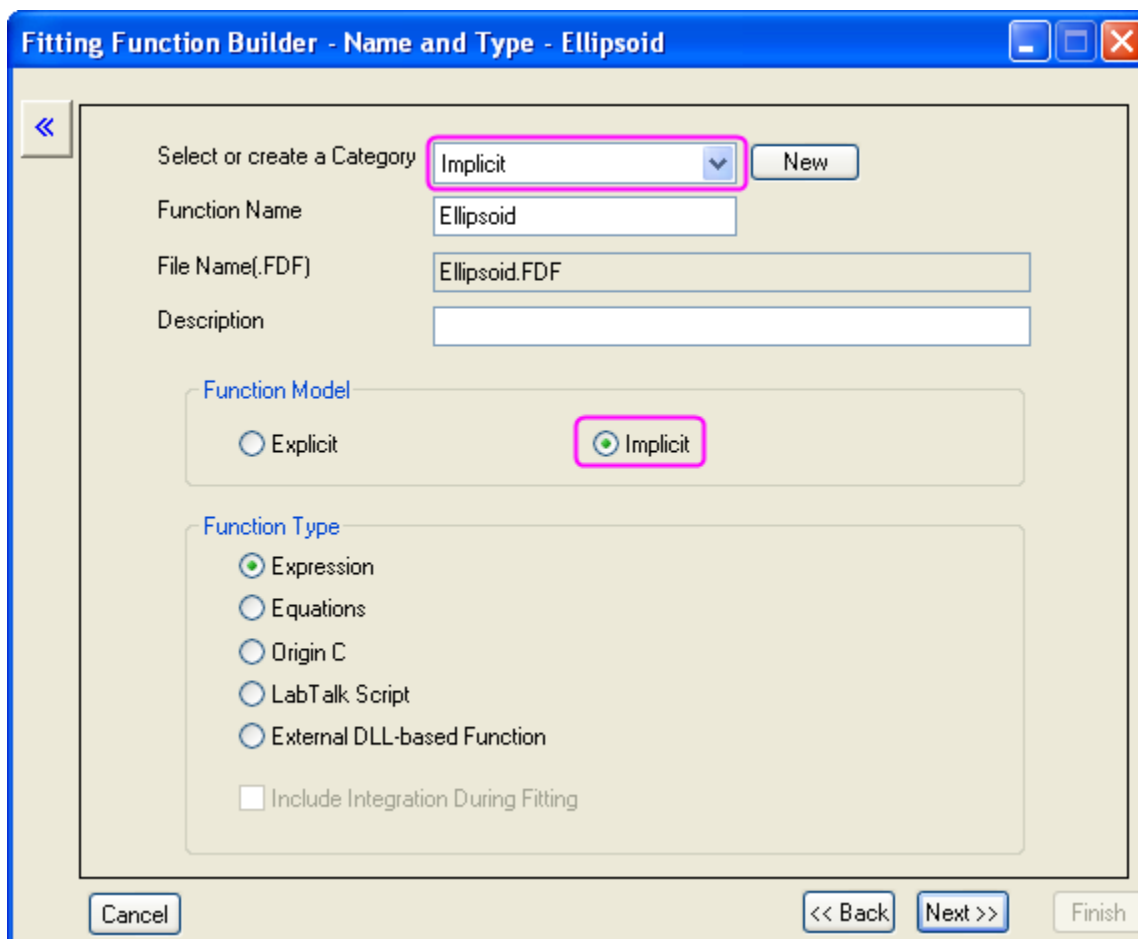 Fitting Function Builder - Name and Type - Ellipsoid
Select or create a Category Implicit New
Function Name Ellipsoid
File Name(.FDF) Ellipsoid.FDF
Description
Function Model
Explicit Implicit
Function Type
Expression
Equations
Origin C
LabTalk Script
External DLL-based Function
Include Integration During Fitting
Cancel << Back Next >> Finish